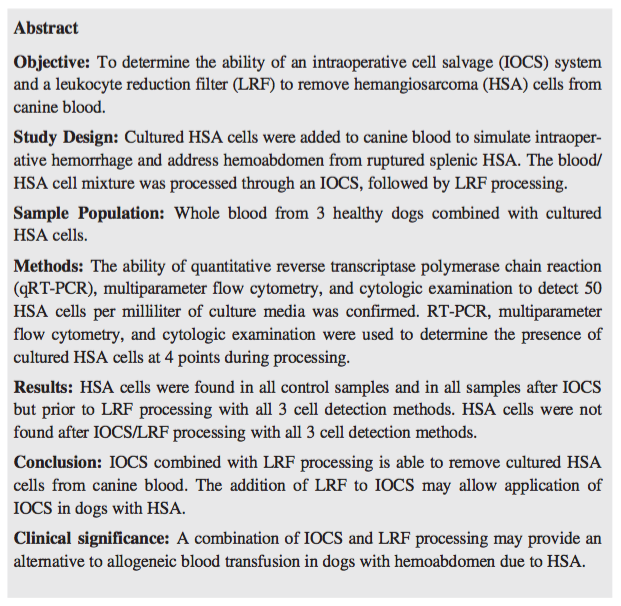 Abstract
Objective: To determine the ability of an intraoperative cell salvage (IOCS) system
and a leukocyte reduction filter (LRF) to remove hemangiosarcoma (HSA) cells from
canine blood.
Study Design: Cultured HSA cells were added to canine blood to simulate intraoper-
ative hemorrhage and address hemoabdomen from ruptured splenic HSA. The blood/
HSA cell mixture was processed through an IOCS, followed by LRF processing.
Sample Population: Whole blood from 3 healthy dogs combined with cultured
HSA cells.
Methods: The ability of quantitative reverse transcriptase polymerase chain reaction
(qRT-PCR), multiparameter flow cytometry, and cytologic examination to detect 50
HSA cells per milliliter of culture media was confirmed. RT-PCR, multiparameter
flow cytometry, and cytologic examination were used to determine the presence of
cultured HSA cells at 4 points during processing.
Results: HSA cells were found in all control samples and in all samples after IOCS
but prior to LRF processing with all 3 cell detection methods. HSA cells were not
found after IOCS/LRF processing with all 3 cell detection methods.
Conclusion: IOCS combined with LRF processing is able to remove cultured HSA
cells from canine blood. The addition of LRF to IOCS may allow application of
IOCS in dogs with HSA.
Clinical significance: A combination of IOCS and LRF processing may provide an
alternative to allogeneic blood transfusion in dogs with hemoabdomen due to HSA.